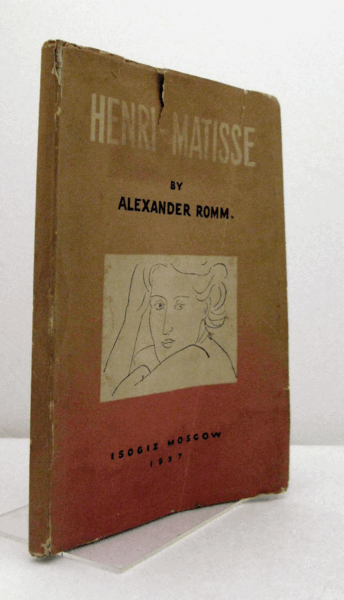 HENRI-MATISSE
BY
ALEXANDER ROMM.
ISOGIZ MOSCOW
1937